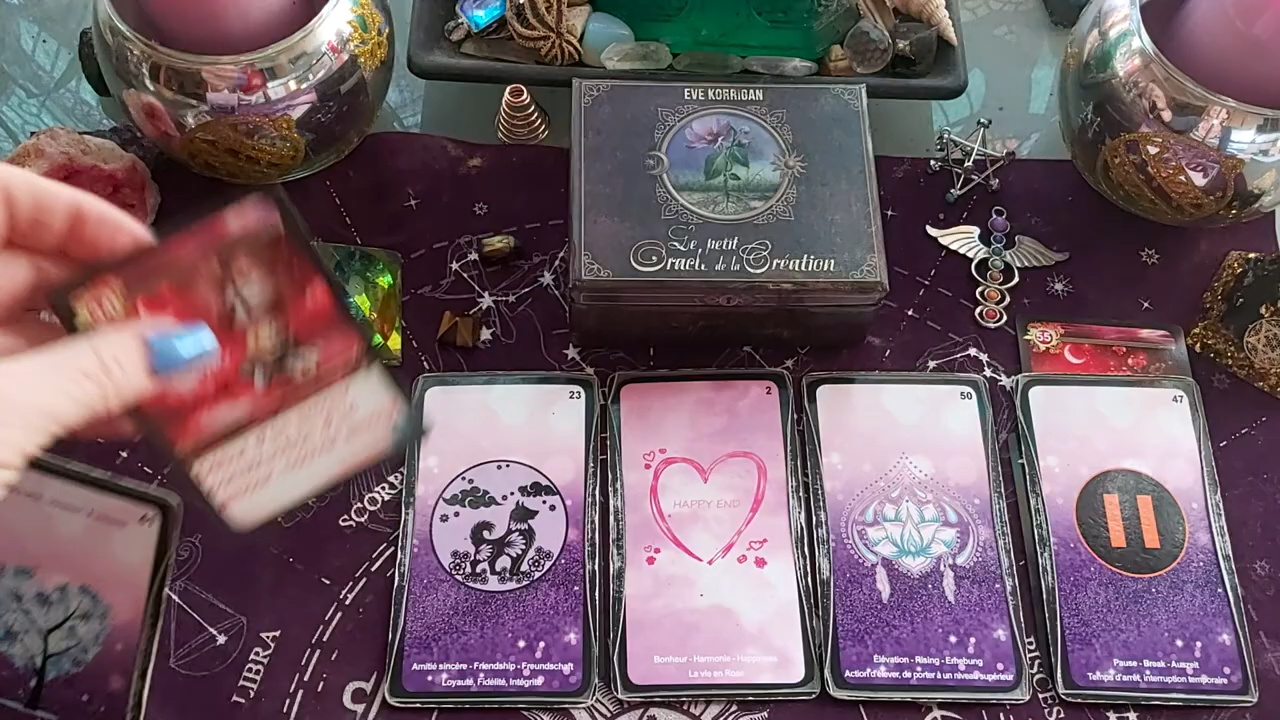 EVE KORRIGAN
Le petit
Oracle de la Création
55
23
2
50
47
HAPPY END
SCORP
LIBRA
PISCES
Amitié sincère - Friendship - Freundschaft
Loyauté, Fidélité, Intégrité
Bonheur - Harmonie - Happiness
La vie en Rose
Élévation - Rising - Erhebung
Action d'élever, de porter à un niveau supérieur
Pause - Break - Auszeit
Temps d'arrêt, interruption temporaire